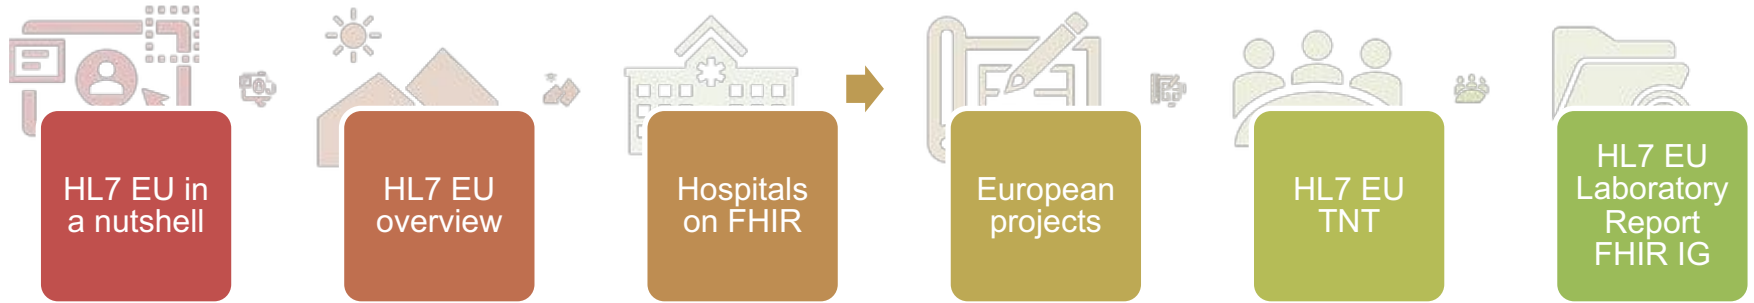 HL7 EU in
a nutshell
HL7 EU
overview
Hospitals
on FHIR
European
projects
HL7 EU
TNT
HL7 EU
Laboratory
Report
FHIR IG